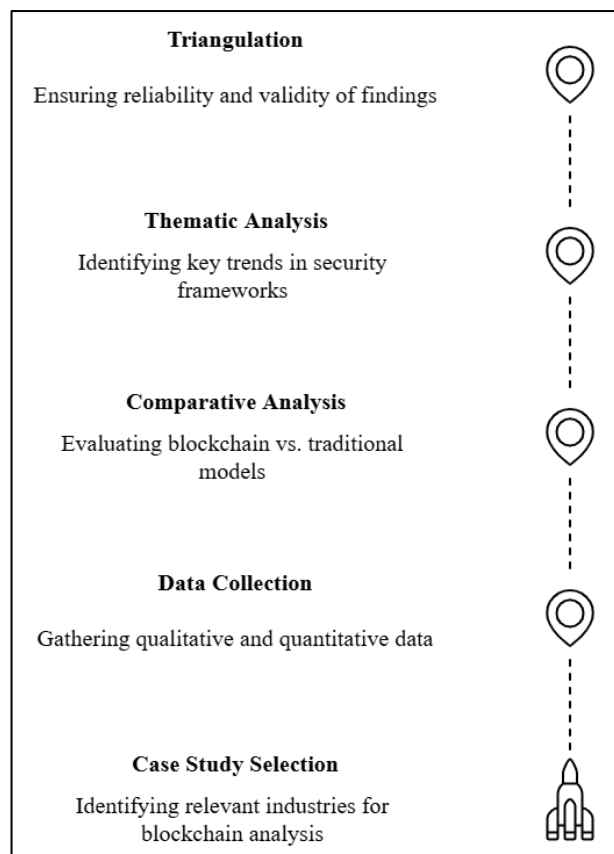 Triangulation
Ensuring reliability and validity of findings
Thematic Analysis
Identifying key trends in security
frameworks
Comparative Analysis
Evaluating blockchain vs. traditional
models
Data Collection
Gathering qualitative and quantitative data
Case Study Selection
Identifying relevant industries for
blockchain analysis